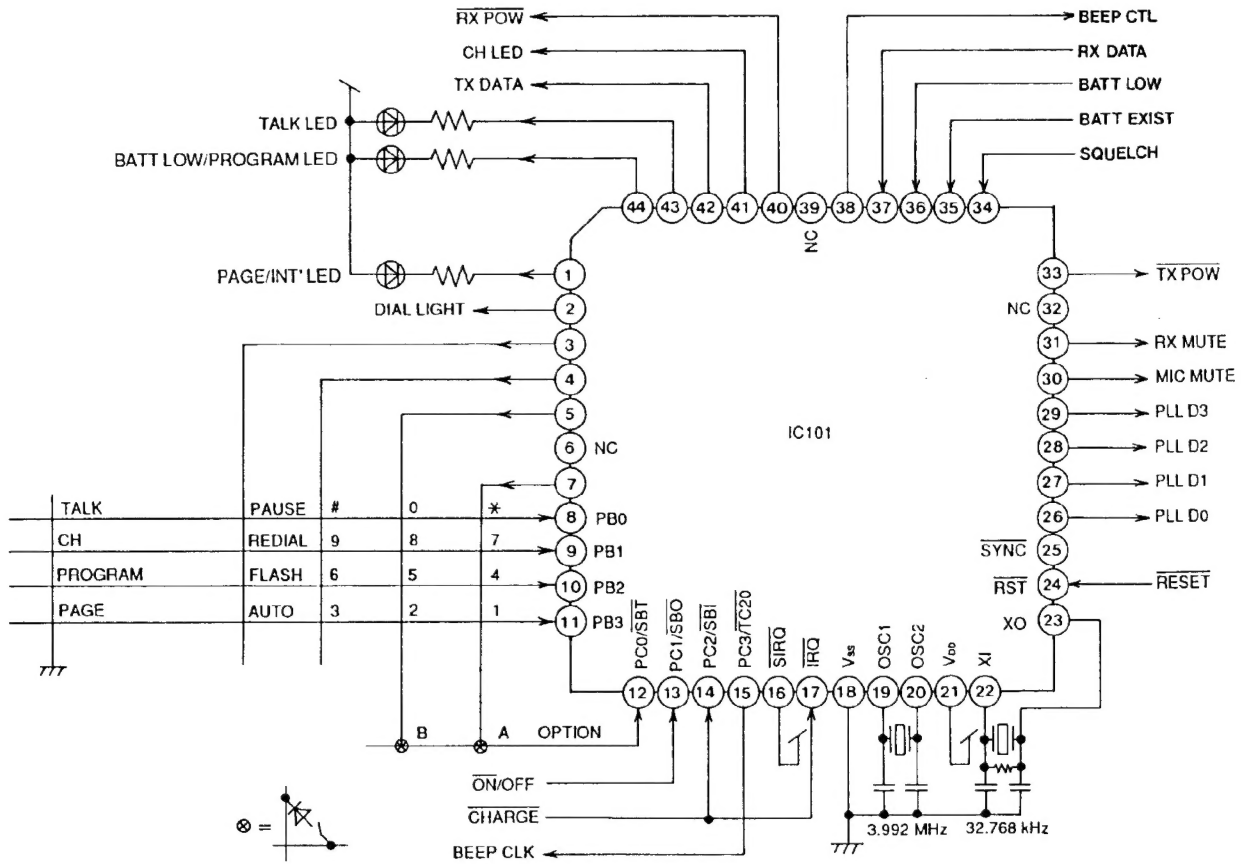 RX POW
CH LED
TX DATA
TALK LED
BATT LOW/PROGRAM LED
BEEP CTL
RX DATA
BATT LOW
BATT EXIST
SQUELCH
44 43 42 41 40 39 38 37 36 35 34
NC
PAGE/INT' LED
DIAL LIGHT
1
2
3
4
5
6 NC
7
8 PB0
9 PB1
10 PB2
11 PB3
IC101
33 TX POW
NC 32
31 RX MUTE
30 MIC MUTE
29 PLL D3
28 PLL D2
27 PLL D1
26 PLL D0
SYNC 25
RST 24 RESET
XO 23
TALK PAUSE # 0 *
CH REDIAL 9 8 7
PROGRAM FLASH 6 5 4
PAGE AUTO 3 2 1
PC0/SBT
PC1/SBO
PC2/SBI
PC3/TC20
SIRQ
IRQ
Vss
OSC1
OSC2
VDD
XI
12 13 14 15 16 17 18 19 20 21 22
B A OPTION
ON/OFF
CHARGE
BEEP CLK
3.992 MHz 32.768 kHz
⊗ =